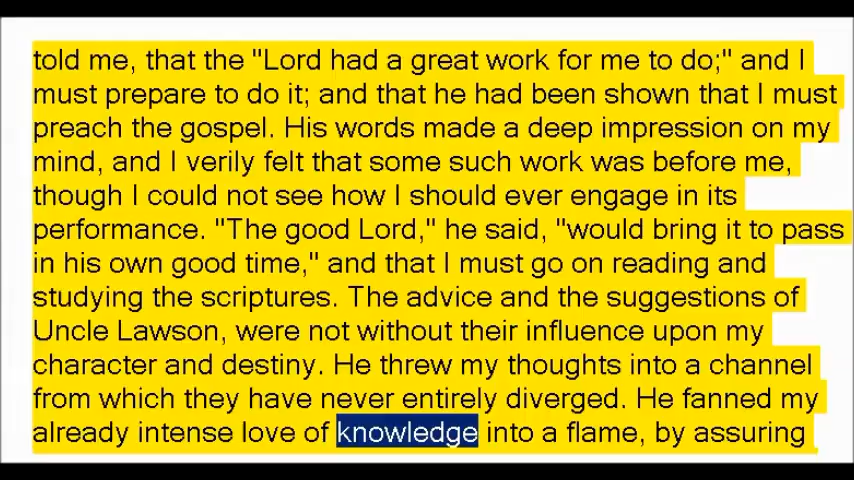 told me, that the "Lord had a great work for me to do;" and I
must prepare to do it; and that he had been shown that I must
preach the gospel. His words made a deep impression on my
mind, and I verily felt that some such work was before me,
though I could not see how I should ever engage in its
performance. "The good Lord," he said, "would bring it to pass
in his own good time," and that I must go on reading and
studying the scriptures. The advice and the suggestions of
Uncle Lawson, were not without their influence upon my
character and destiny. He threw my thoughts into a channel
from which they have never entirely diverged. He fanned my
already intense love of knowledge into a flame, by assuring